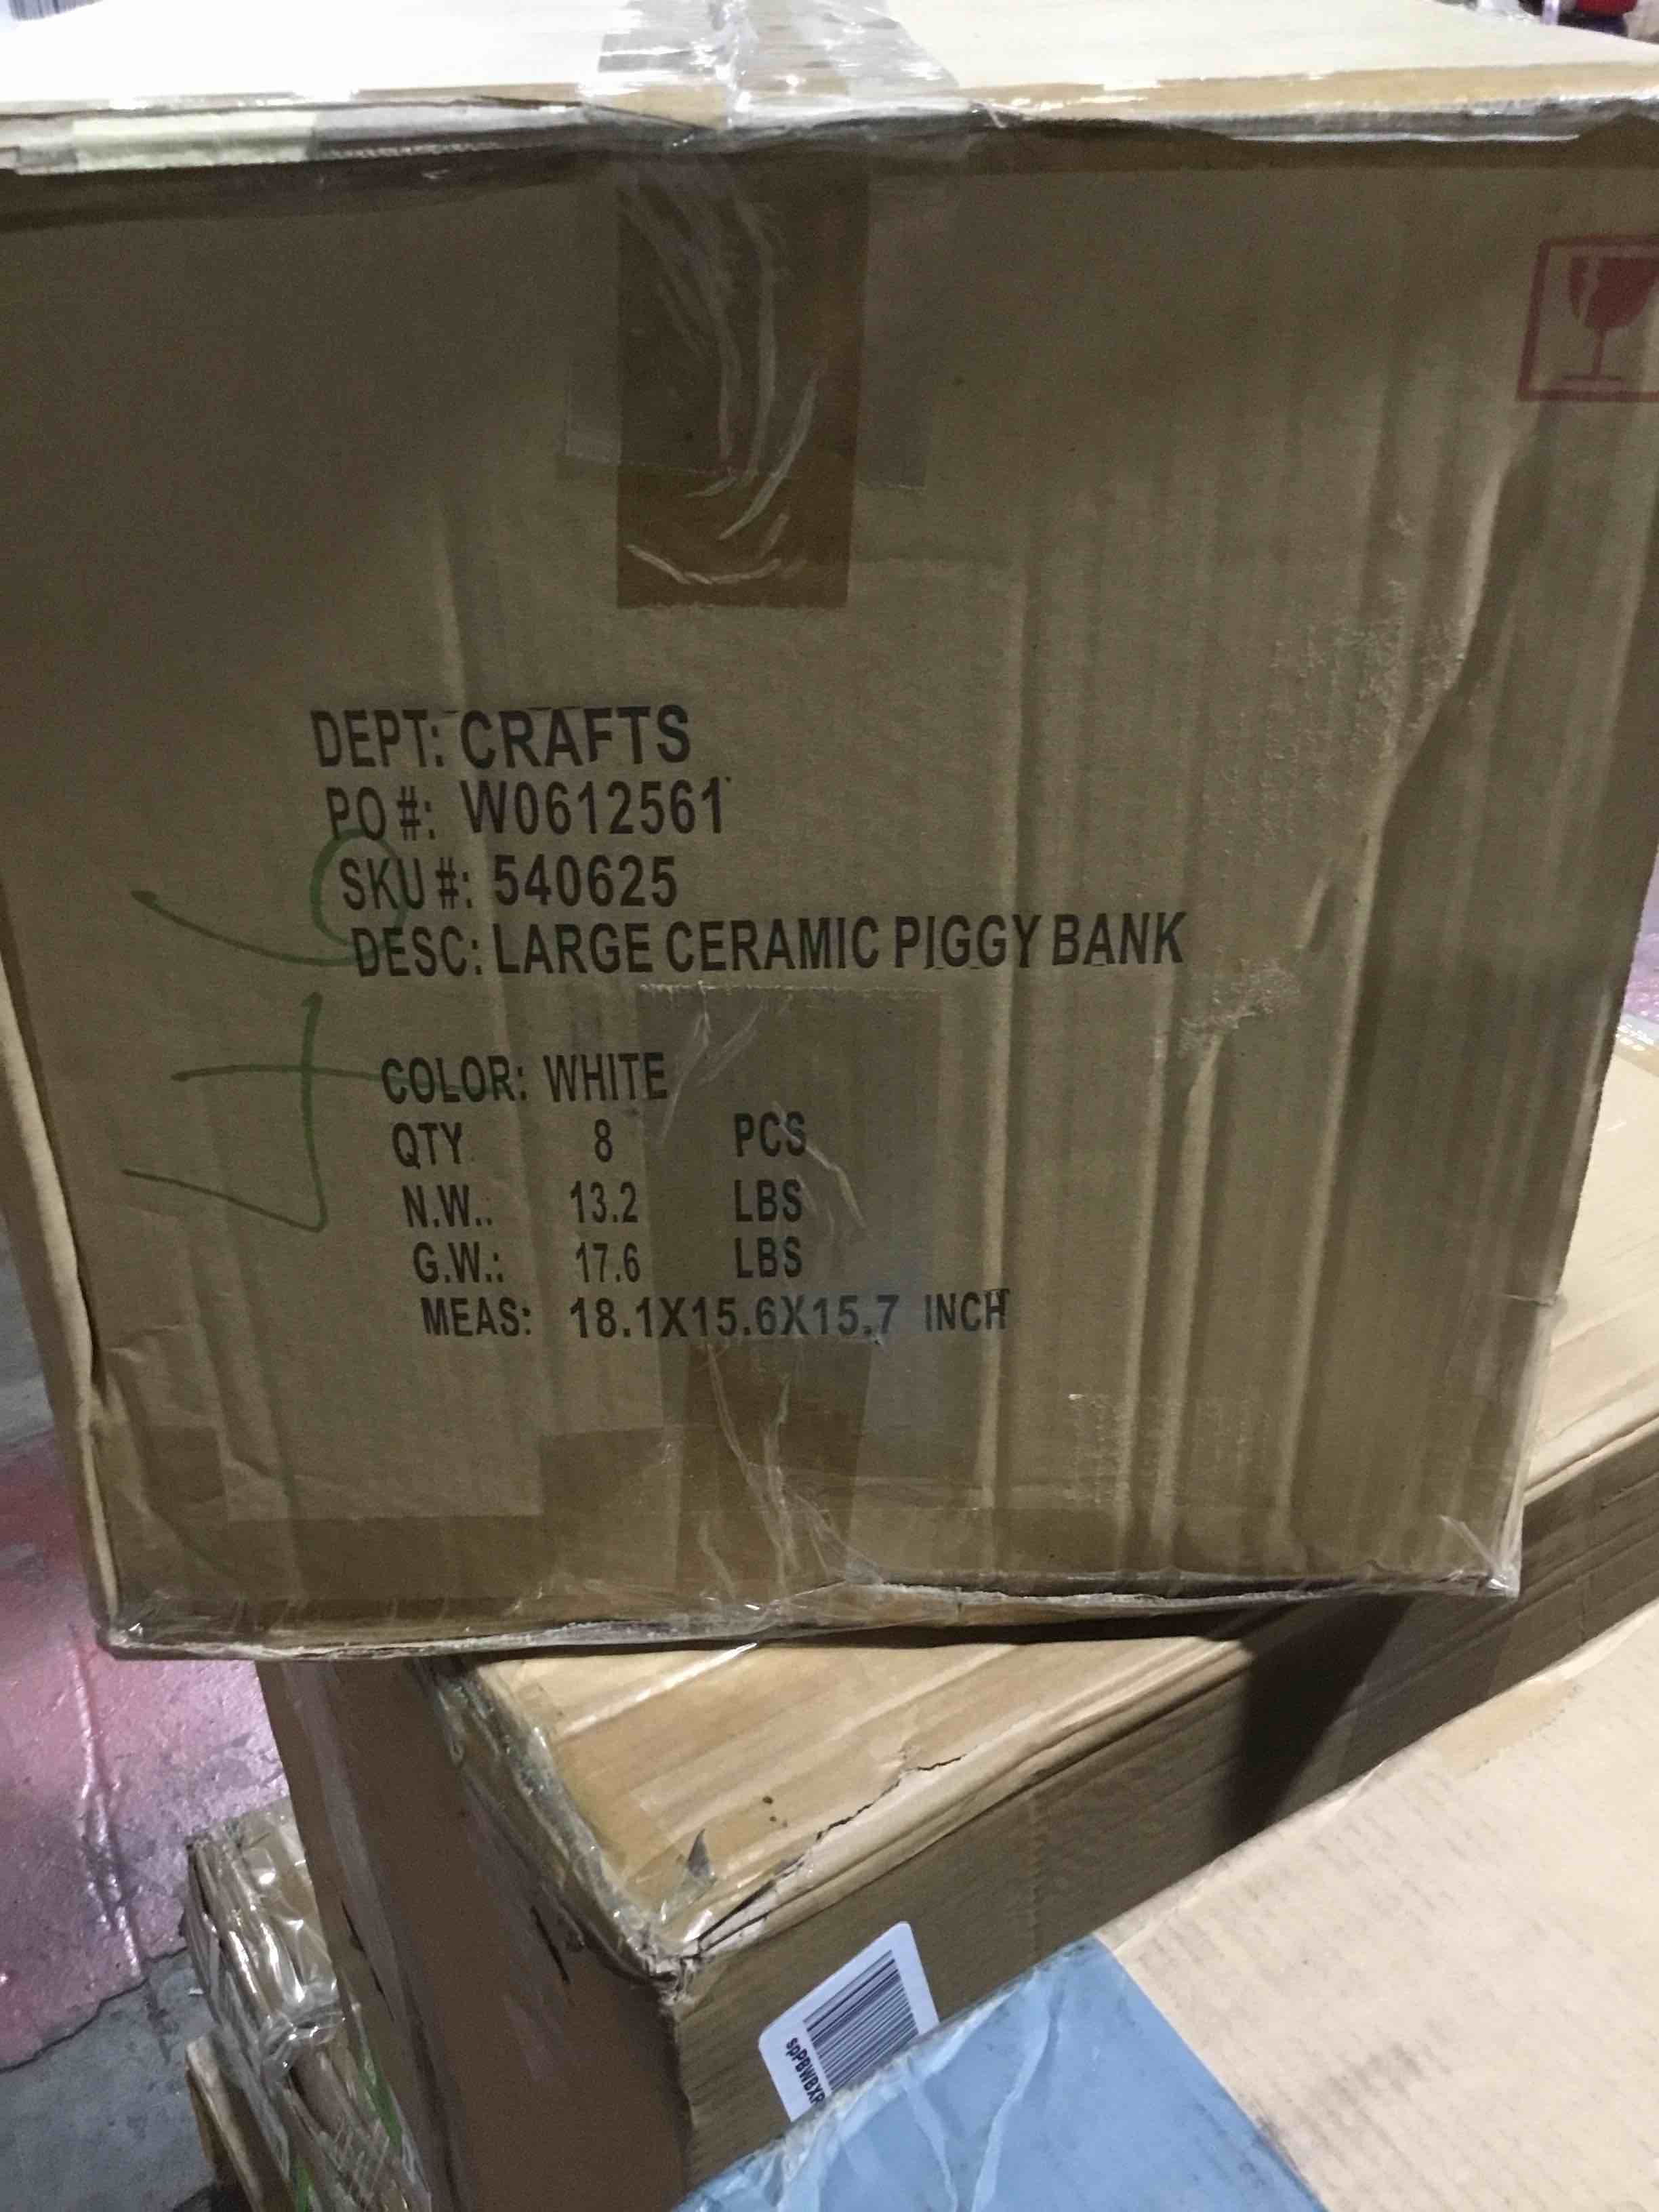 DEPT: CRAFTS
PO #: W0612561
SKU #: 540625
DESC: LARGE CERAMIC PIGGY BANK
COLOR: WHITE
QTY 8 PCS
N.W.: 13.2 LBS
G.W.: 17.6 LBS
MEAS: 18.1X15.6X15.7 INCH